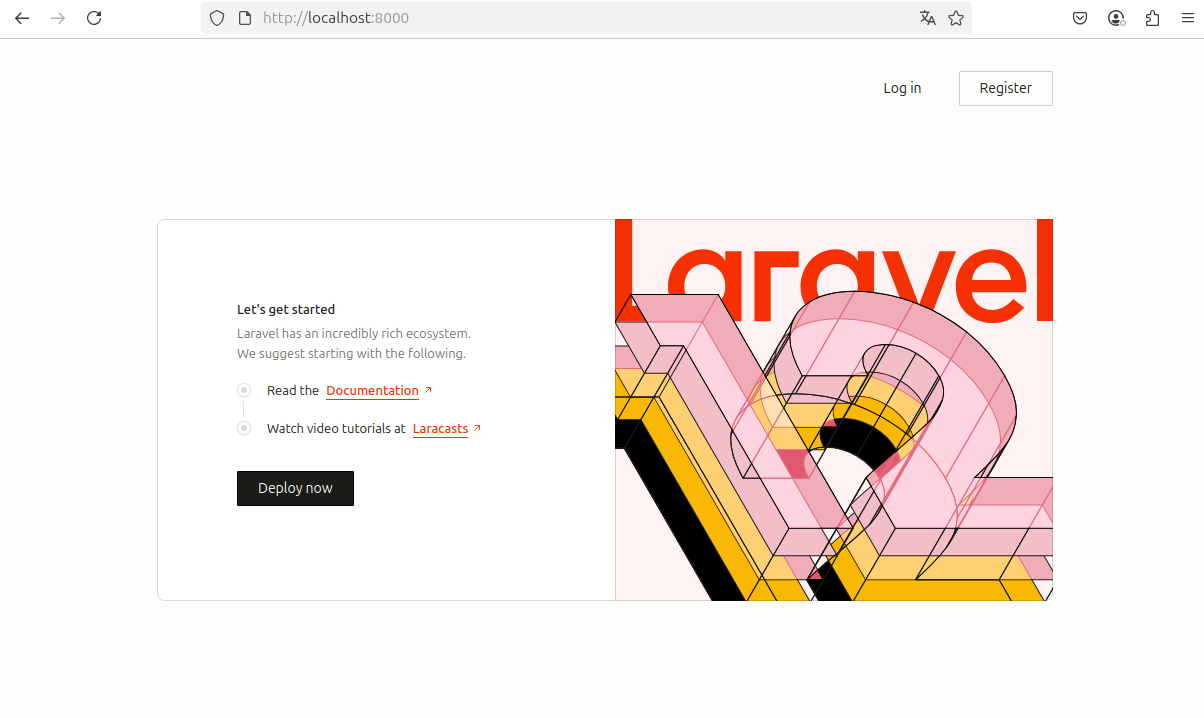 http://localhost:8000
Log in
Register
Let's get started
Laravel has an incredibly rich ecosystem.
We suggest starting with the following.
Read the Documentation
Watch video tutorials at Laracasts
Deploy now
Laravel